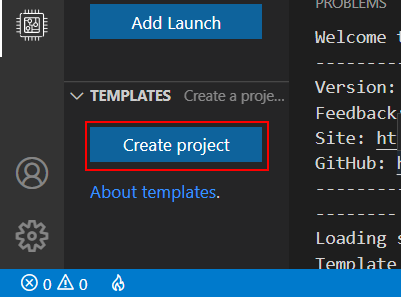 PROBLEMS
Add Launch
Welcome
TEMPLATES Create a proje...
Version:
Feedback
Create project
Site: ht
GitHub:
About templates.
Loading
Template
0 0